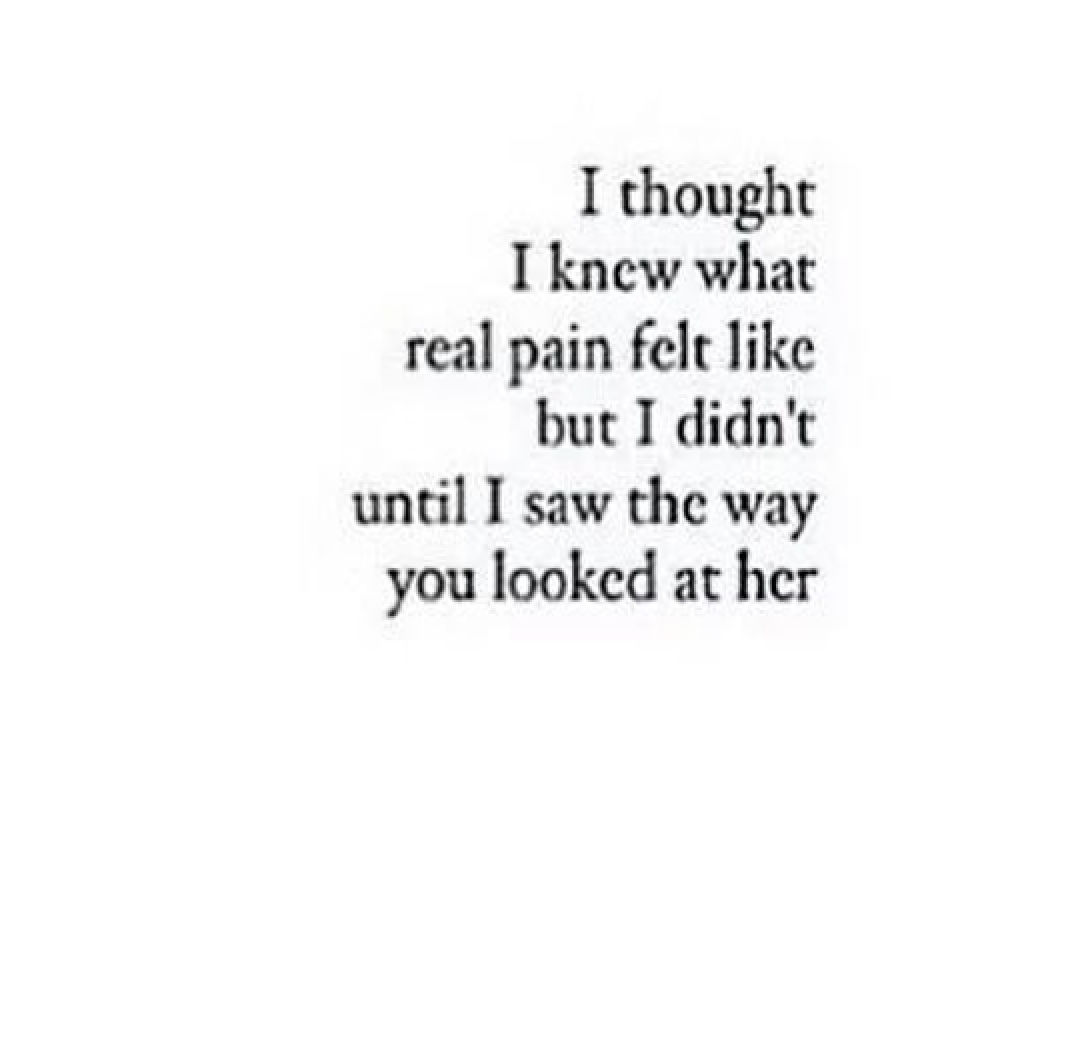 I thought
I knew what
real pain felt like
but I didn't
until I saw the way
you looked at her